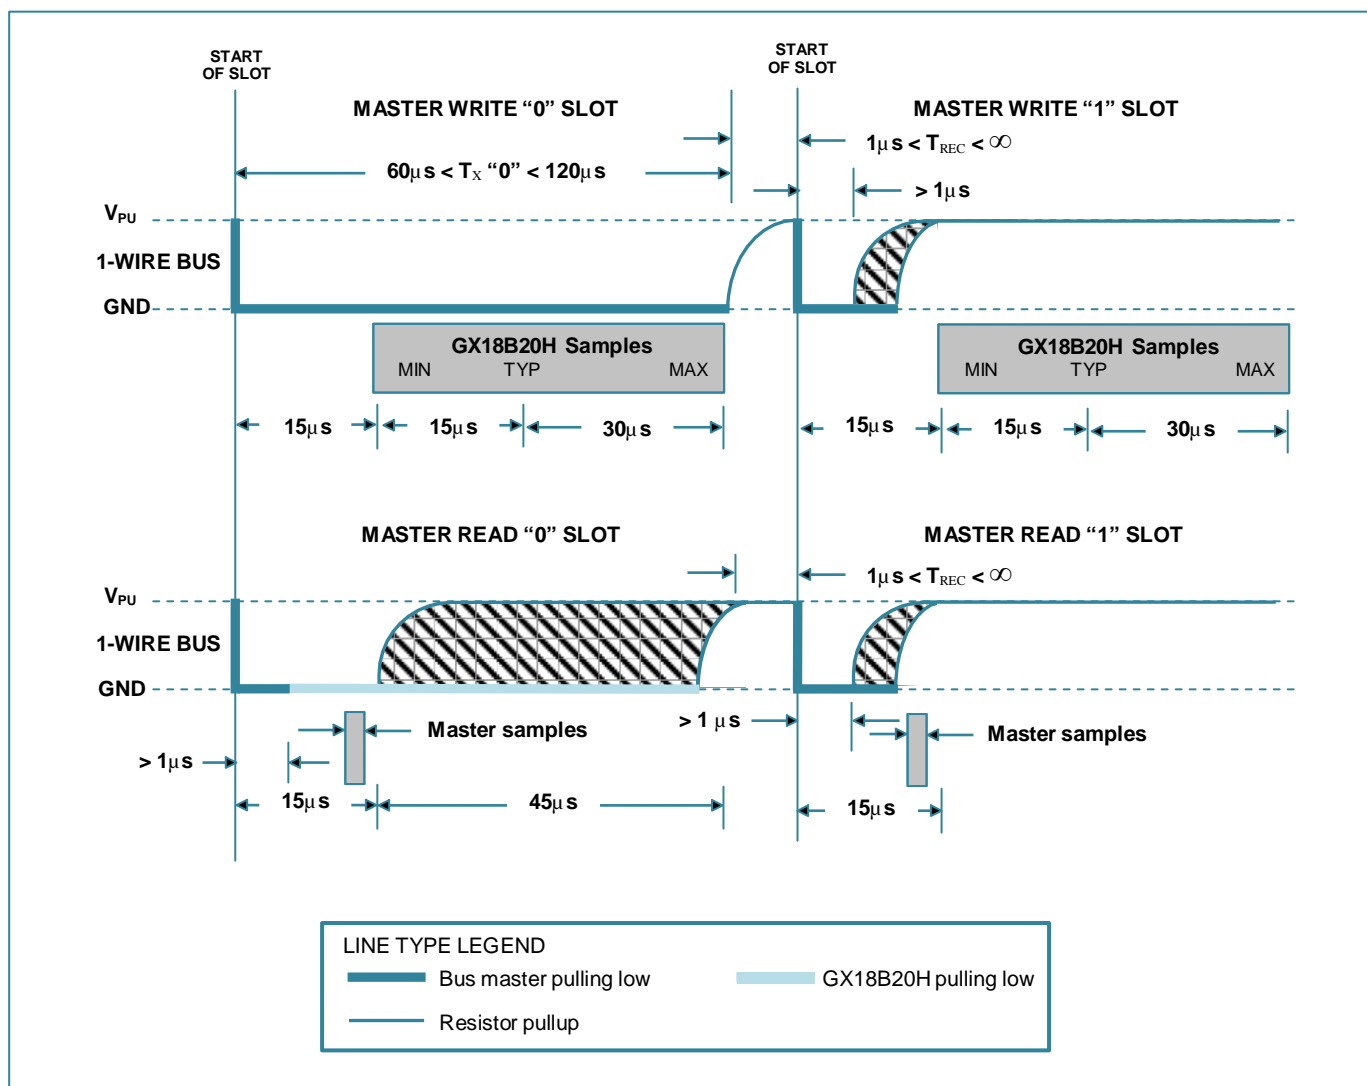 START
OF SLOT
START
OF SLOT
MASTER WRITE “0” SLOT
MASTER WRITE “1” SLOT
1μs < TREC < ∞
60μs < TX “0” < 120μs
> 1μs
VPU
1-WIRE BUS
GND
GX18B20H Samples
MIN TYP MAX
GX18B20H Samples
MIN TYP MAX
15μs 15μs 30μs
15μs 15μs 30μs
MASTER READ “0” SLOT
MASTER READ “1” SLOT
1μs < TREC < ∞
VPU
1-WIRE BUS
GND
> 1μs
Master samples
> 1 μs
Master samples
15μs 45μs
15μs
LINE TYPE LEGEND
Bus master pulling low
GX18B20H pulling low
Resistor pullup